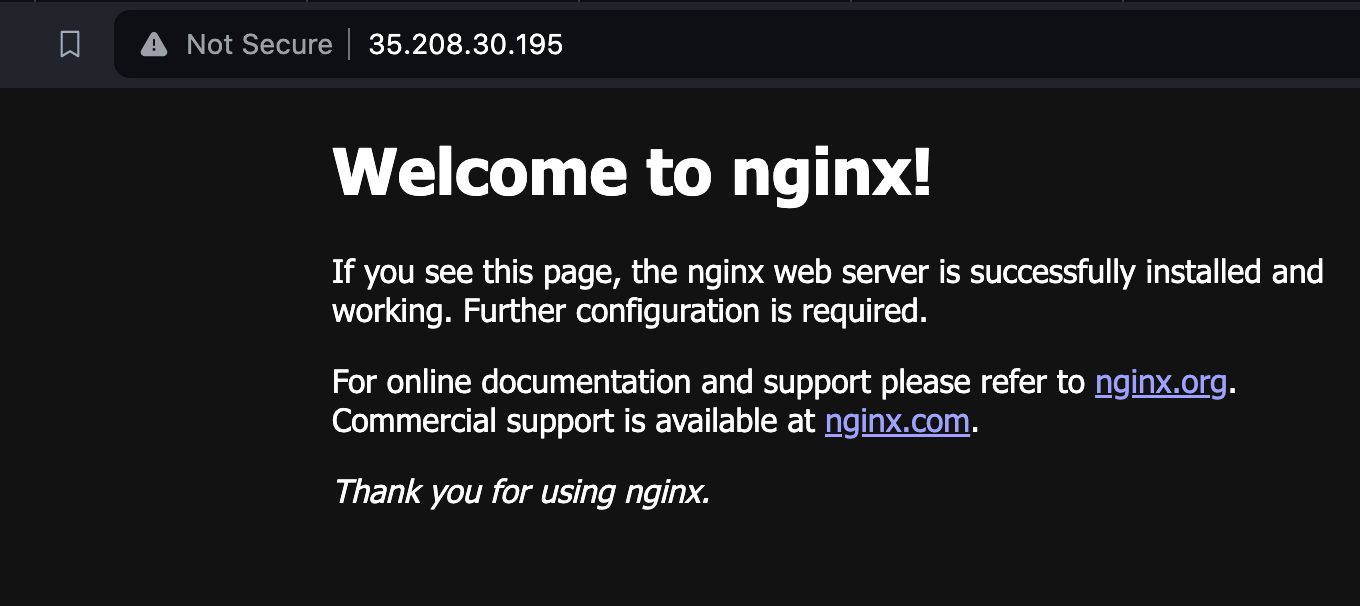 Not Secure 35.208.30.195
Welcome to nginx!
If you see this page, the nginx web server is successfully installed and
working. Further configuration is required.
For online documentation and support please refer to nginx.org.
Commercial support is available at nginx.com.
Thank you for using nginx.